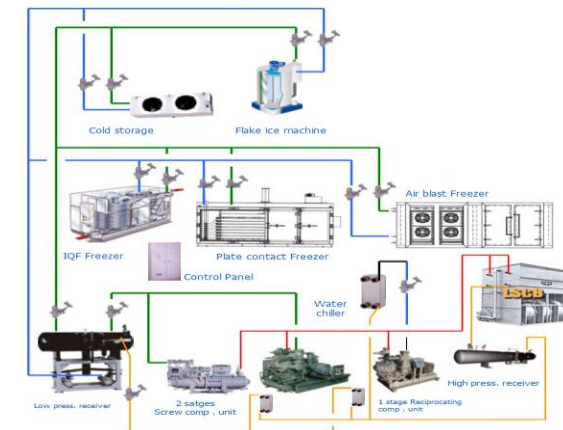 Cold storage
Flake ice machine
Air blast Freezer
IQF Freezer
Plate contact Freezer
Control Panel
Water
chiller
LSCB
Low press. receiver
2 satges
Screw comp . unit
1 stage Reciprocating
comp . unit
High press. receiver